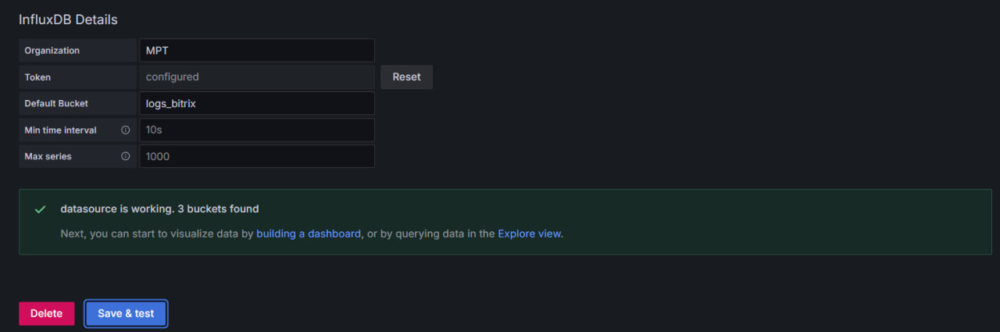 InfluxDB Details
Organization MPT
Token configured Reset
Default Bucket logs_bitrix
Min time interval 10s
Max series 1000
datasource is working. 3 buckets found
Next, you can start to visualize data by building a dashboard, or by querying data in the Explore view.
Delete Save & test